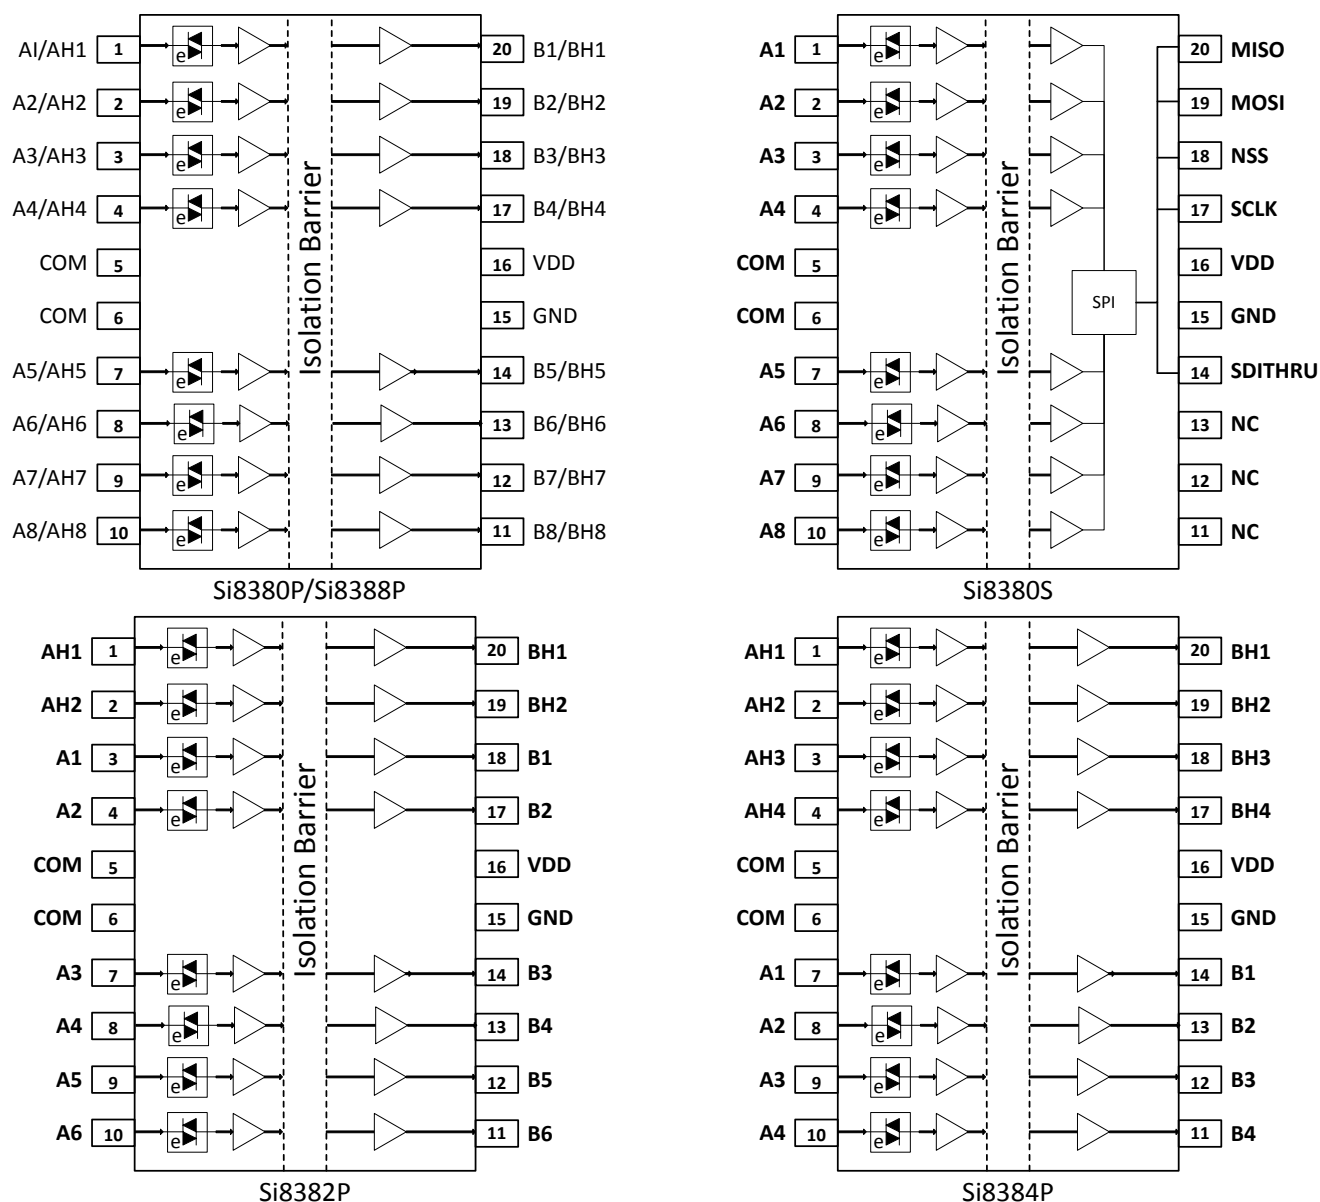 AI/AH1 1 20 B1/BH1
A2/AH2 2 e 19 B2/BH2
A3/AH3 3 e 18 B3/BH3
A4/AH4 4 e 17 B4/BH4
COM 5 16 VDD
COM 6 15 GND
A5/AH5 7 e 14 B5/BH5
A6/AH6 8 e 13 B6/BH6
A7/AH7 9 e 12 B7/BH7
A8/AH8 10 e 11 B8/BH8
e
Isolation Barrier
Si8380P/Si8388P
A1 1 e 20 MISO
A2 2 e 19 MOSI
A3 3 e 18 NSS
A4 4 e 17 SCLK
COM 5 16 VDD
COM 6 SPI 15 GND
A5 7 e 14 SDITHRU
A6 8 e 13 NC
A7 9 e 12 NC
A8 10 e 11 NC
Isolation Barrier
Si8380S
AH1 1 e 20 BH1
AH2 2 e 19 BH2
A1 3 e 18 B1
A2 4 e 17 B2
COM 5 16 VDD
COM 6 15 GND
A3 7 e 14 B3
A4 8 e 13 B4
A5 9 e 12 B5
A6 10 e 11 B6
Isolation Barrier
Si8382P
AH1 1 e 20 BH1
AH2 2 e 19 BH2
AH3 3 e 18 BH3
AH4 4 e 17 BH4
COM 5 16 VDD
COM 6 15 GND
A1 7 e 14 B1
A2 8 e 13 B2
A3 9 e 12 B3
A4 10 e 11 B4
Isolation Barrier
Si8384P